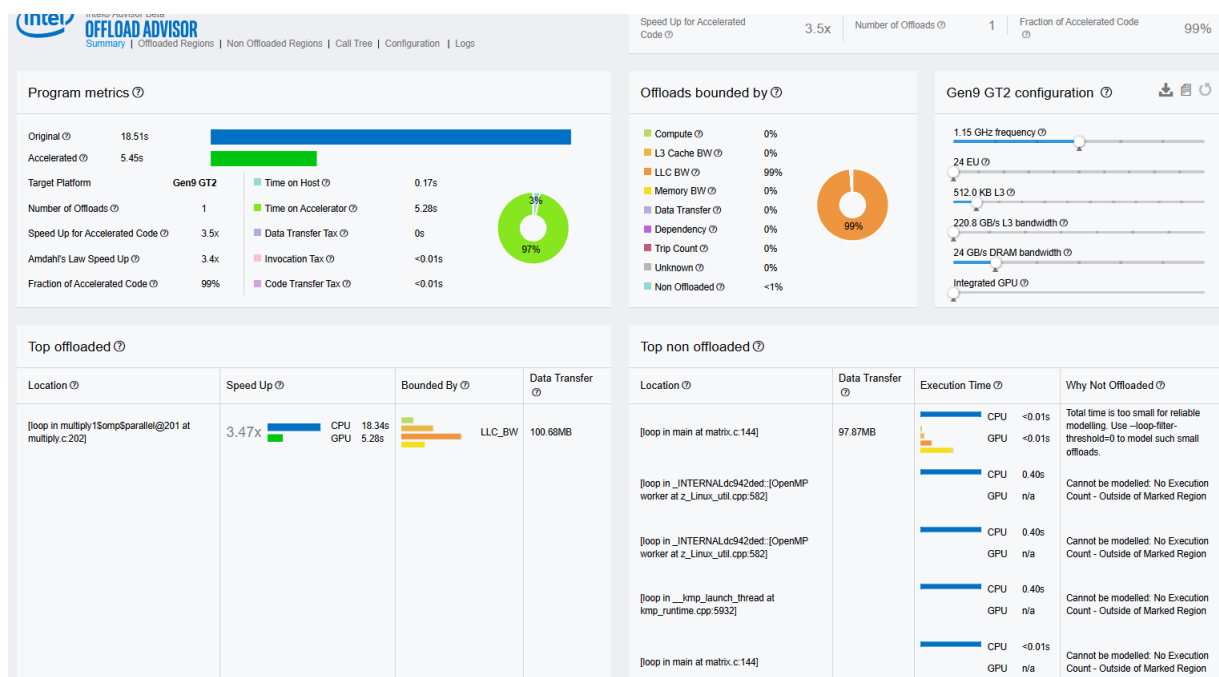 intel
Intel® Advisor Beta
OFFLOAD ADVISOR
Summary | Offloaded Regions | Non Offloaded Regions | Call Tree | Configuration | Logs
Speed Up for Accelerated
Code
3.5x
Number of Offloads
1
Fraction of Accelerated Code
99%
Program metrics
Original 18.51s
Accelerated 5.45s
Target Platform Gen9 GT2
Number of Offloads 1
Speed Up for Accelerated Code 3.5x
Amdahl's Law Speed Up 3.4x
Fraction of Accelerated Code 99%
Time on Host 0.17s
Time on Accelerator 5.28s
Data Transfer Tax 0s
Invocation Tax <0.01s
Code Transfer Tax <0.01s
3%
97%
Offloads bounded by
Compute 0%
L3 Cache BW 0%
LLC BW 99%
Memory BW 0%
Data Transfer 0%
Dependency 0%
Trip Count 0%
Unknown 0%
Non Offloaded <1%
99%
Gen9 GT2 configuration
1.15 GHz frequency
24 EU
512.0 KB L3
220.8 GB/s L3 bandwidth
24 GB/s DRAM bandwidth
Integrated GPU
Top offloaded
Location Speed Up Bounded By Data Transfer
[loop in multiply1$omp$parallel@201 at
multiply.c:202]
3.47x
CPU 18.34s
GPU 5.28s
LLC_BW
100.68MB
Top non offloaded
Location Data Transfer Execution Time Why Not Offloaded
[loop in main at matrix.c:144]
97.87MB
CPU <0.01s
GPU <0.01s
Total time is too small for reliable
modelling. Use --loop-filter-
threshold=0 to model such small
offloads.
[loop in _INTERNALdc942ded::[OpenMP
worker at z_Linux_util.cpp:582]
CPU 0.40s
GPU n/a
Cannot be modelled: No Execution
Count - Outside of Marked Region
[loop in _INTERNALdc942ded::[OpenMP
worker at z_Linux_util.cpp:582]
CPU 0.40s
GPU n/a
Cannot be modelled: No Execution
Count - Outside of Marked Region
[loop in __kmp_launch_thread at
kmp_runtime.cpp:5932]
CPU 0.40s
GPU n/a
Cannot be modelled: No Execution
Count - Outside of Marked Region
[loop in main at matrix.c:144]
CPU <0.01s
GPU n/a
Cannot be modelled: No Execution
Count - Outside of Marked Region